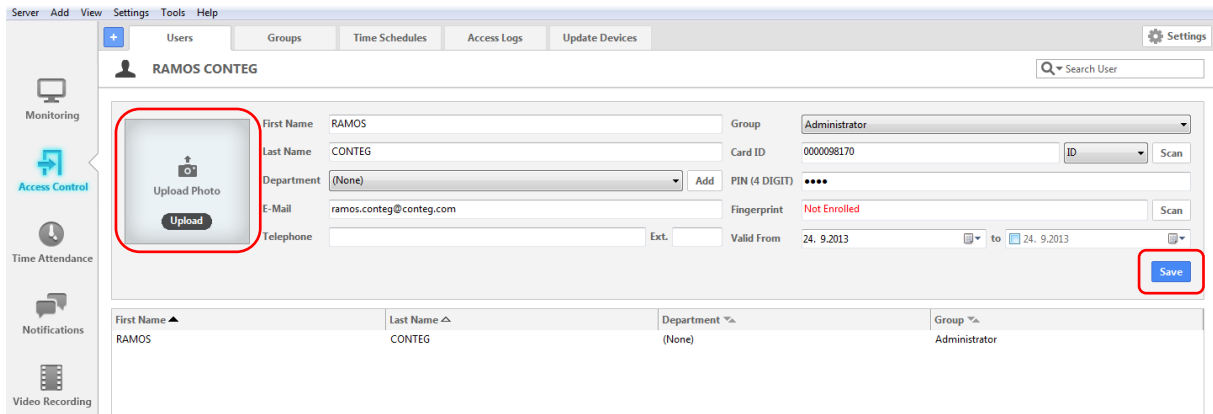 Server Add View Settings Tools Help
+ Users Groups Time Schedules Access Logs Update Devices Settings
RAMOS CONTEG Search User
Monitoring
Access Control
Time Attendance
Notifications
Video Recording
Upload Photo
Upload
First Name RAMOS Group Administrator
Last Name CONTEG Card ID 0000098170 ID Scan
Department (None) Add PIN (4 DIGIT) ••••
E-Mail ramos.conteg@conteg.com Fingerprint Not Enrolled Scan
Telephone Ext. Valid From 24. 9.2013 to 24. 9.2013
Save
First Name Last Name Department Group
RAMOS CONTEG (None) Administrator